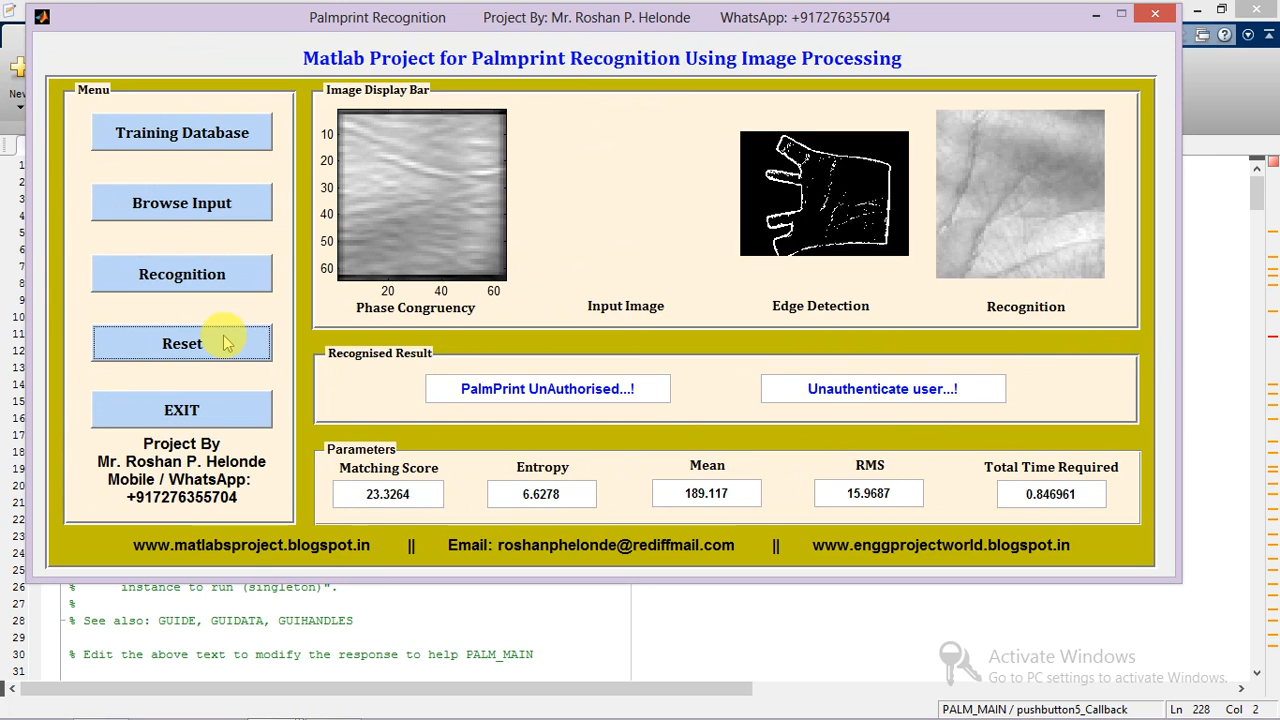 Palmprint Recognition Project By: Mr. Roshan P. Helonde WhatsApp: +917276355704
Matlab Project for Palmprint Recognition Using Image Processing
Menu
Training Database
Browse Input
Recognition
Reset
EXIT
Project By
Mr. Roshan P. Helonde
Mobile / WhatsApp:
+917276355704
Image Display Bar
10
20
30
40
50
60
20 40 60
Phase Congruency
Input Image
Edge Detection
Recognition
Recognised Result
PalmPrint UnAuthorised...!
Unauthenticate user...!
Parameters
Matching Score Entropy Mean RMS Total Time Required
23.3264 6.6278 189.117 15.9687 0.846961
www.matlabsproject.blogspot.in || Email: roshanphelonde@rediffmail.com || www.enggprojectworld.blogspot.in
26 % instance to run (singleton)".
27 %
28 % See also: GUIDE, GUIDATA, GUIHANDLES
29
30 % Edit the above text to modify the response to help PALM_MAIN
31
Activate Windows
Go to PC settings to activate Windows.
PALM_MAIN / pushbutton5_Callback Ln 228 Col 2